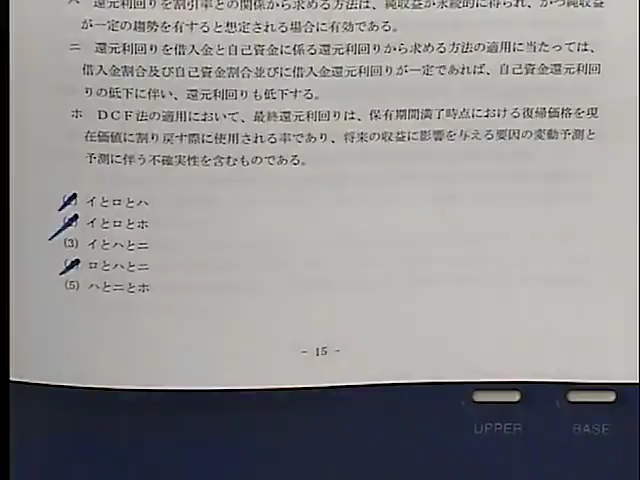 ハ 還元利回りを割引率との関係から求める方法は、純収益が永続的に得られ、かつ純収益
が一定の趨勢を有すると想定される場合に有効である。
ニ 還元利回りを借入金と自己資金に係る還元利回りから求める方法の適用に当たっては、
借入金割合及び自己資金割合並びに借入金還元利回りが一定であれば、自己資金還元利回
りの低下に伴い、還元利回りも低下する。
ホ DCF法の適用において、最終還元利回りは、保有期間満了時点における復帰価格を現
在価値に割り戻す際に使用される率であり、将来の収益に影響を与える要因の変動予測と
予測に伴う不確実性を含むものである。
イとロとハ
イとロとホ
(3) イとハとニ
ロとハとニ
(5) ハとニとホ
- 15 -
UPPER BASE